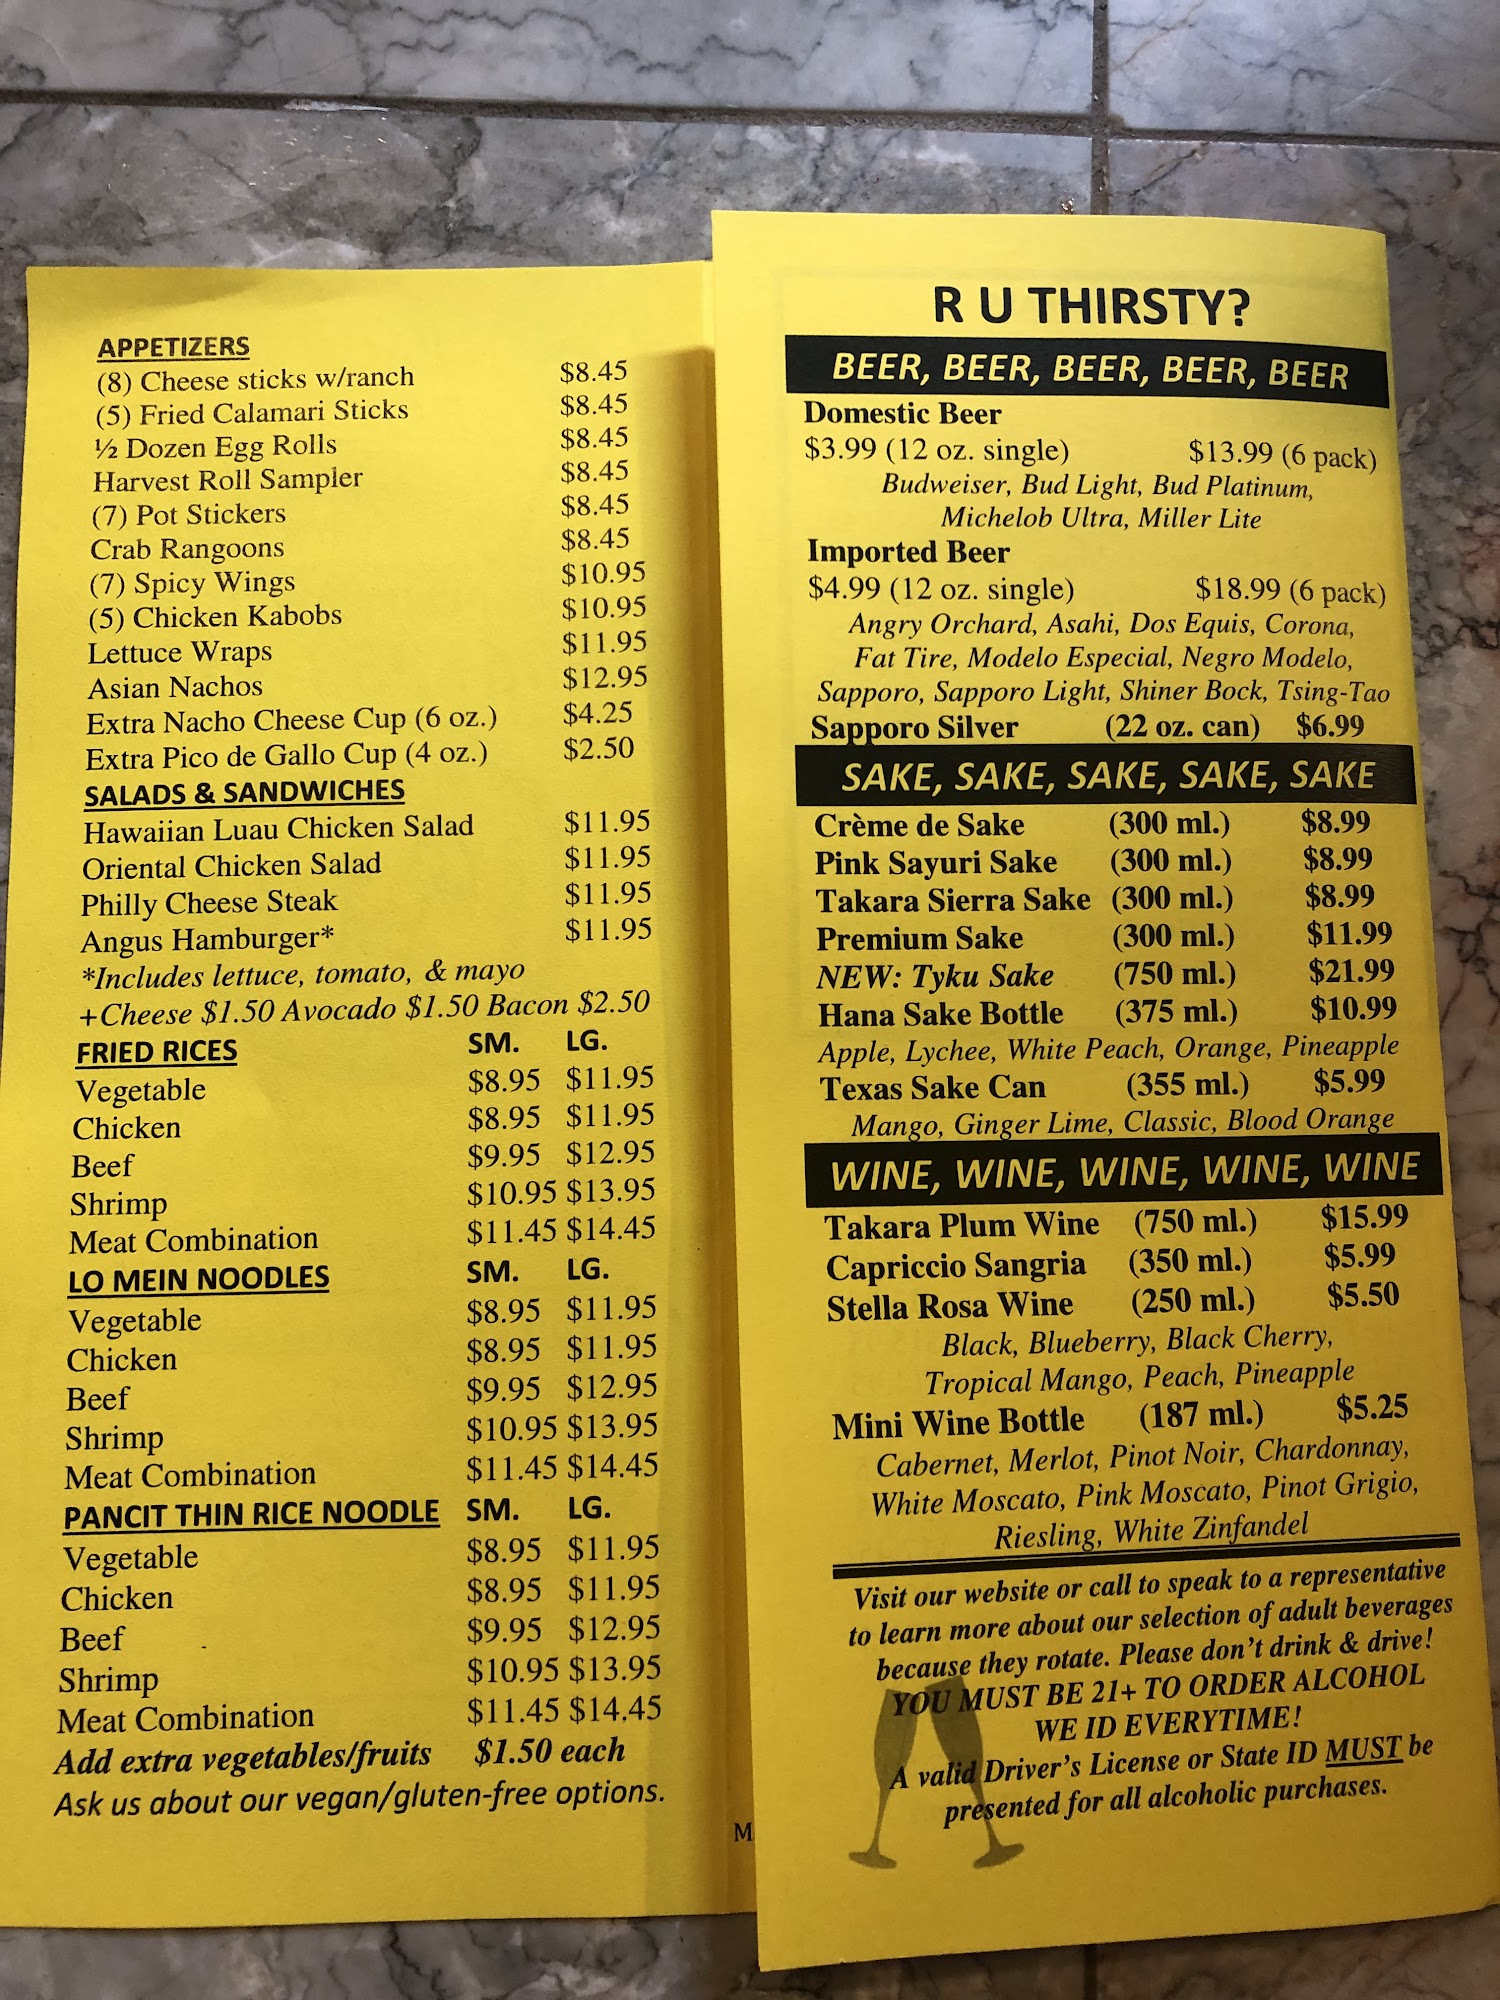 APPETIZERS
(8) Cheese sticks w/ranch $8.45
(5) Fried Calamari Sticks $8.45
½ Dozen Egg Rolls $8.45
Harvest Roll Sampler $8.45
(7) Pot Stickers $8.45
Crab Rangoons $8.45
(7) Spicy Wings $10.95
(5) Chicken Kabobs $10.95
Lettuce Wraps $11.95
Asian Nachos $12.95
Extra Nacho Cheese Cup (6 oz.) $4.25
Extra Pico de Gallo Cup (4 oz.) $2.50
SALADS & SANDWICHES
Hawaiian Luau Chicken Salad $11.95
Oriental Chicken Salad $11.95
Philly Cheese Steak $11.95
Angus Hamburger* $11.95
*Includes lettuce, tomato, & mayo
+Cheese $1.50 Avocado $1.50 Bacon $2.50
FRIED RICES SM. LG.
Vegetable $8.95 $11.95
Chicken $8.95 $11.95
Beef $9.95 $12.95
Shrimp $10.95 $13.95
Meat Combination $11.45 $14.45
LO MEIN NOODLES SM. LG.
Vegetable $8.95 $11.95
Chicken $8.95 $11.95
Beef $9.95 $12.95
Shrimp $10.95 $13.95
Meat Combination $11.45 $14.45
PANCIT THIN RICE NOODLE SM. LG.
Vegetable $8.95 $11.95
Chicken $8.95 $11.95
Beef $9.95 $12.95
Shrimp $10.95 $13.95
Meat Combination $11.45 $14.45
Add extra vegetables/fruits $1.50 each
Ask us about our vegan/gluten-free options.
M
R U THIRSTY?
BEER, BEER, BEER, BEER, BEER
Domestic Beer
$3.99 (12 oz. single) $13.99 (6 pack)
Budweiser, Bud Light, Bud Platinum,
Michelob Ultra, Miller Lite
Imported Beer
$4.99 (12 oz. single) $18.99 (6 pack)
Angry Orchard, Asahi, Dos Equis, Corona,
Fat Tire, Modelo Especial, Negro Modelo,
Sapporo, Sapporo Light, Shiner Bock, Tsing-Tao
Sapporo Silver (22 oz. can) $6.99
SAKE, SAKE, SAKE, SAKE, SAKE
Crème de Sake (300 ml.) $8.99
Pink Sayuri Sake (300 ml.) $8.99
Takara Sierra Sake (300 ml.) $8.99
Premium Sake (300 ml.) $11.99
NEW: Tyku Sake (750 ml.) $21.99
Hana Sake Bottle (375 ml.) $10.99
Apple, Lychee, White Peach, Orange, Pineapple
Texas Sake Can (355 ml.) $5.99
Mango, Ginger Lime, Classic, Blood Orange
WINE, WINE, WINE, WINE, WINE
Takara Plum Wine (750 ml.) $15.99
Capriccio Sangria (350 ml.) $5.99
Stella Rosa Wine (250 ml.) $5.50
Black, Blueberry, Black Cherry,
Tropical Mango, Peach, Pineapple
Mini Wine Bottle (187 ml.) $5.25
Cabernet, Merlot, Pinot Noir, Chardonnay,
White Moscato, Pink Moscato, Pinot Grigio,
Riesling, White Zinfandel
Visit our website or call to speak to a representative
to learn more about our selection of adult beverages
because they rotate. Please don't drink & drive!
YOU MUST BE 21+ TO ORDER ALCOHOL
WE ID EVERYTIME!
A valid Driver's License or State ID MUST be
presented for all alcoholic purchases.